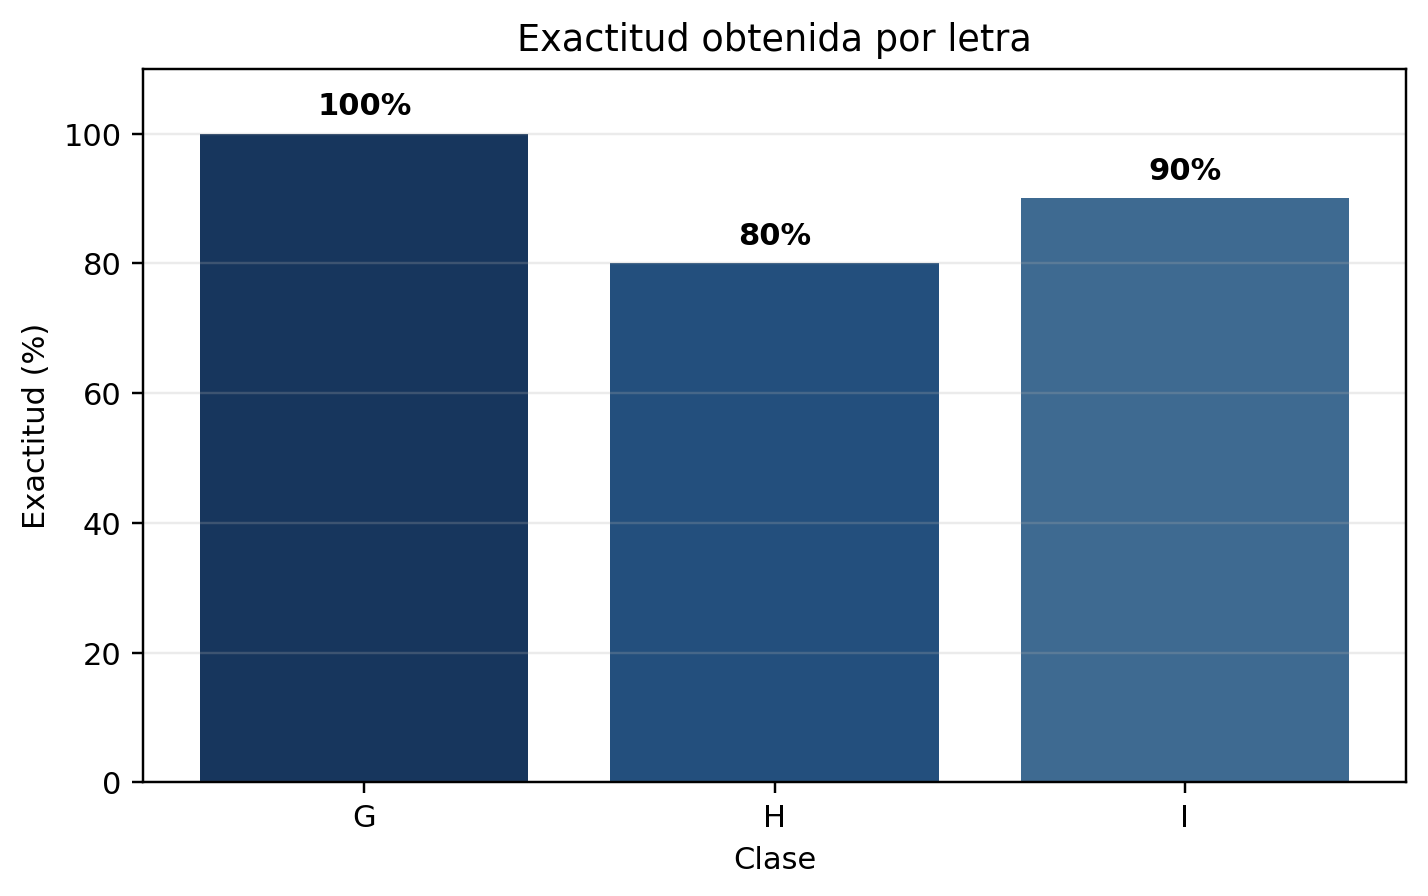 Exactitud obtenida por letra
100%
90%
80%
100
80
60
40
20
0
Exactitud (%)
G
H
I
Clase